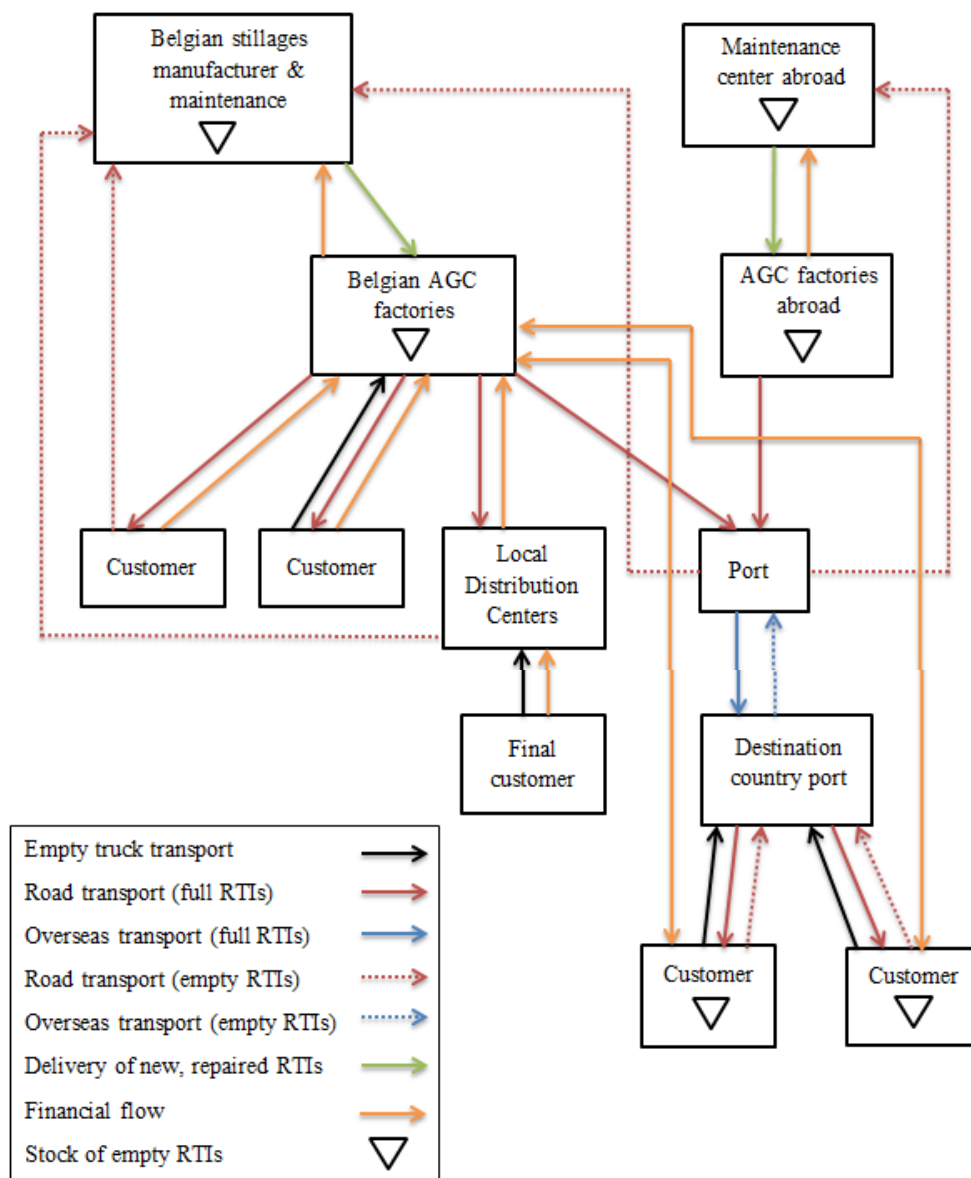 Belgian stillages
manufacturer &
maintenance
Maintenance
center abroad
Belgian AGC
factories
AGC factories
abroad
Customer
Customer
Local
Distribution
Centers
Port
Final
customer
Destination
country port
Customer
Customer
Empty truck transport
Road transport (full RTIs)
Overseas transport (full RTIs)
Road transport (empty RTIs)
Overseas transport (empty RTIs)
Delivery of new, repaired RTIs
Financial flow
Stock of empty RTIs